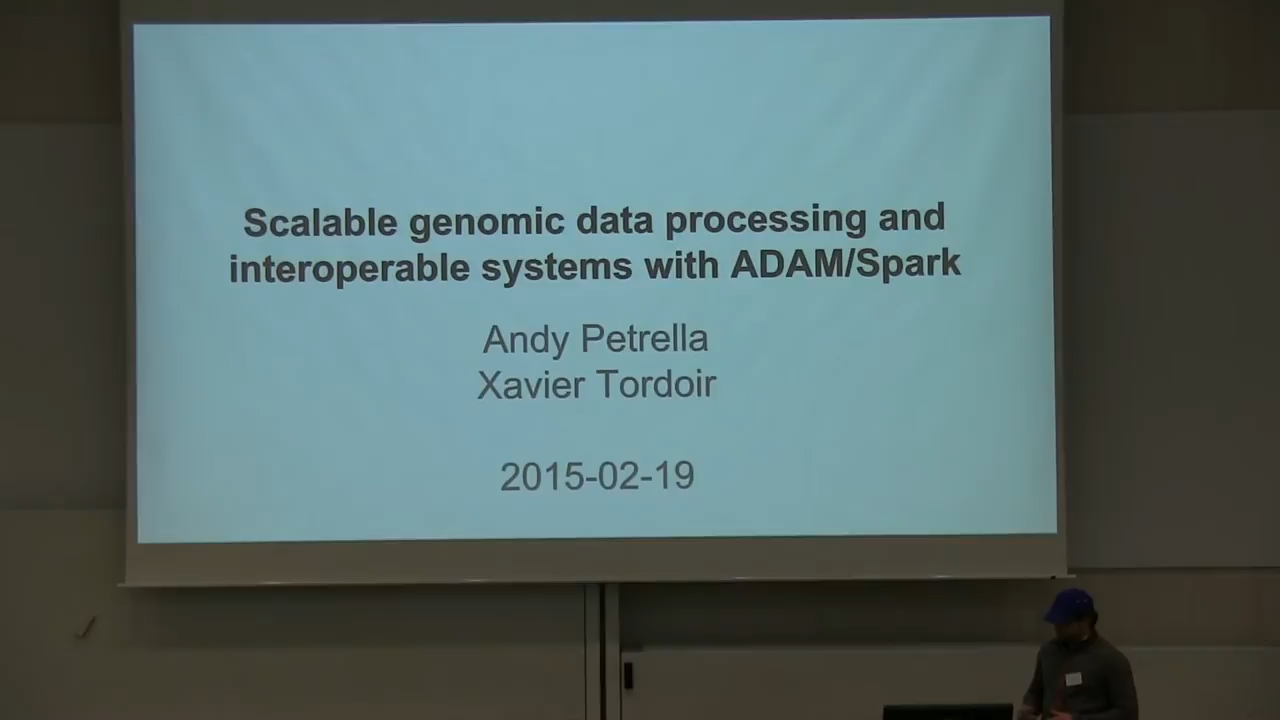 Scalable genomic data processing and
interoperable systems with ADAM/Spark
Andy Petrella
Xavier Tordoir
2015-02-19